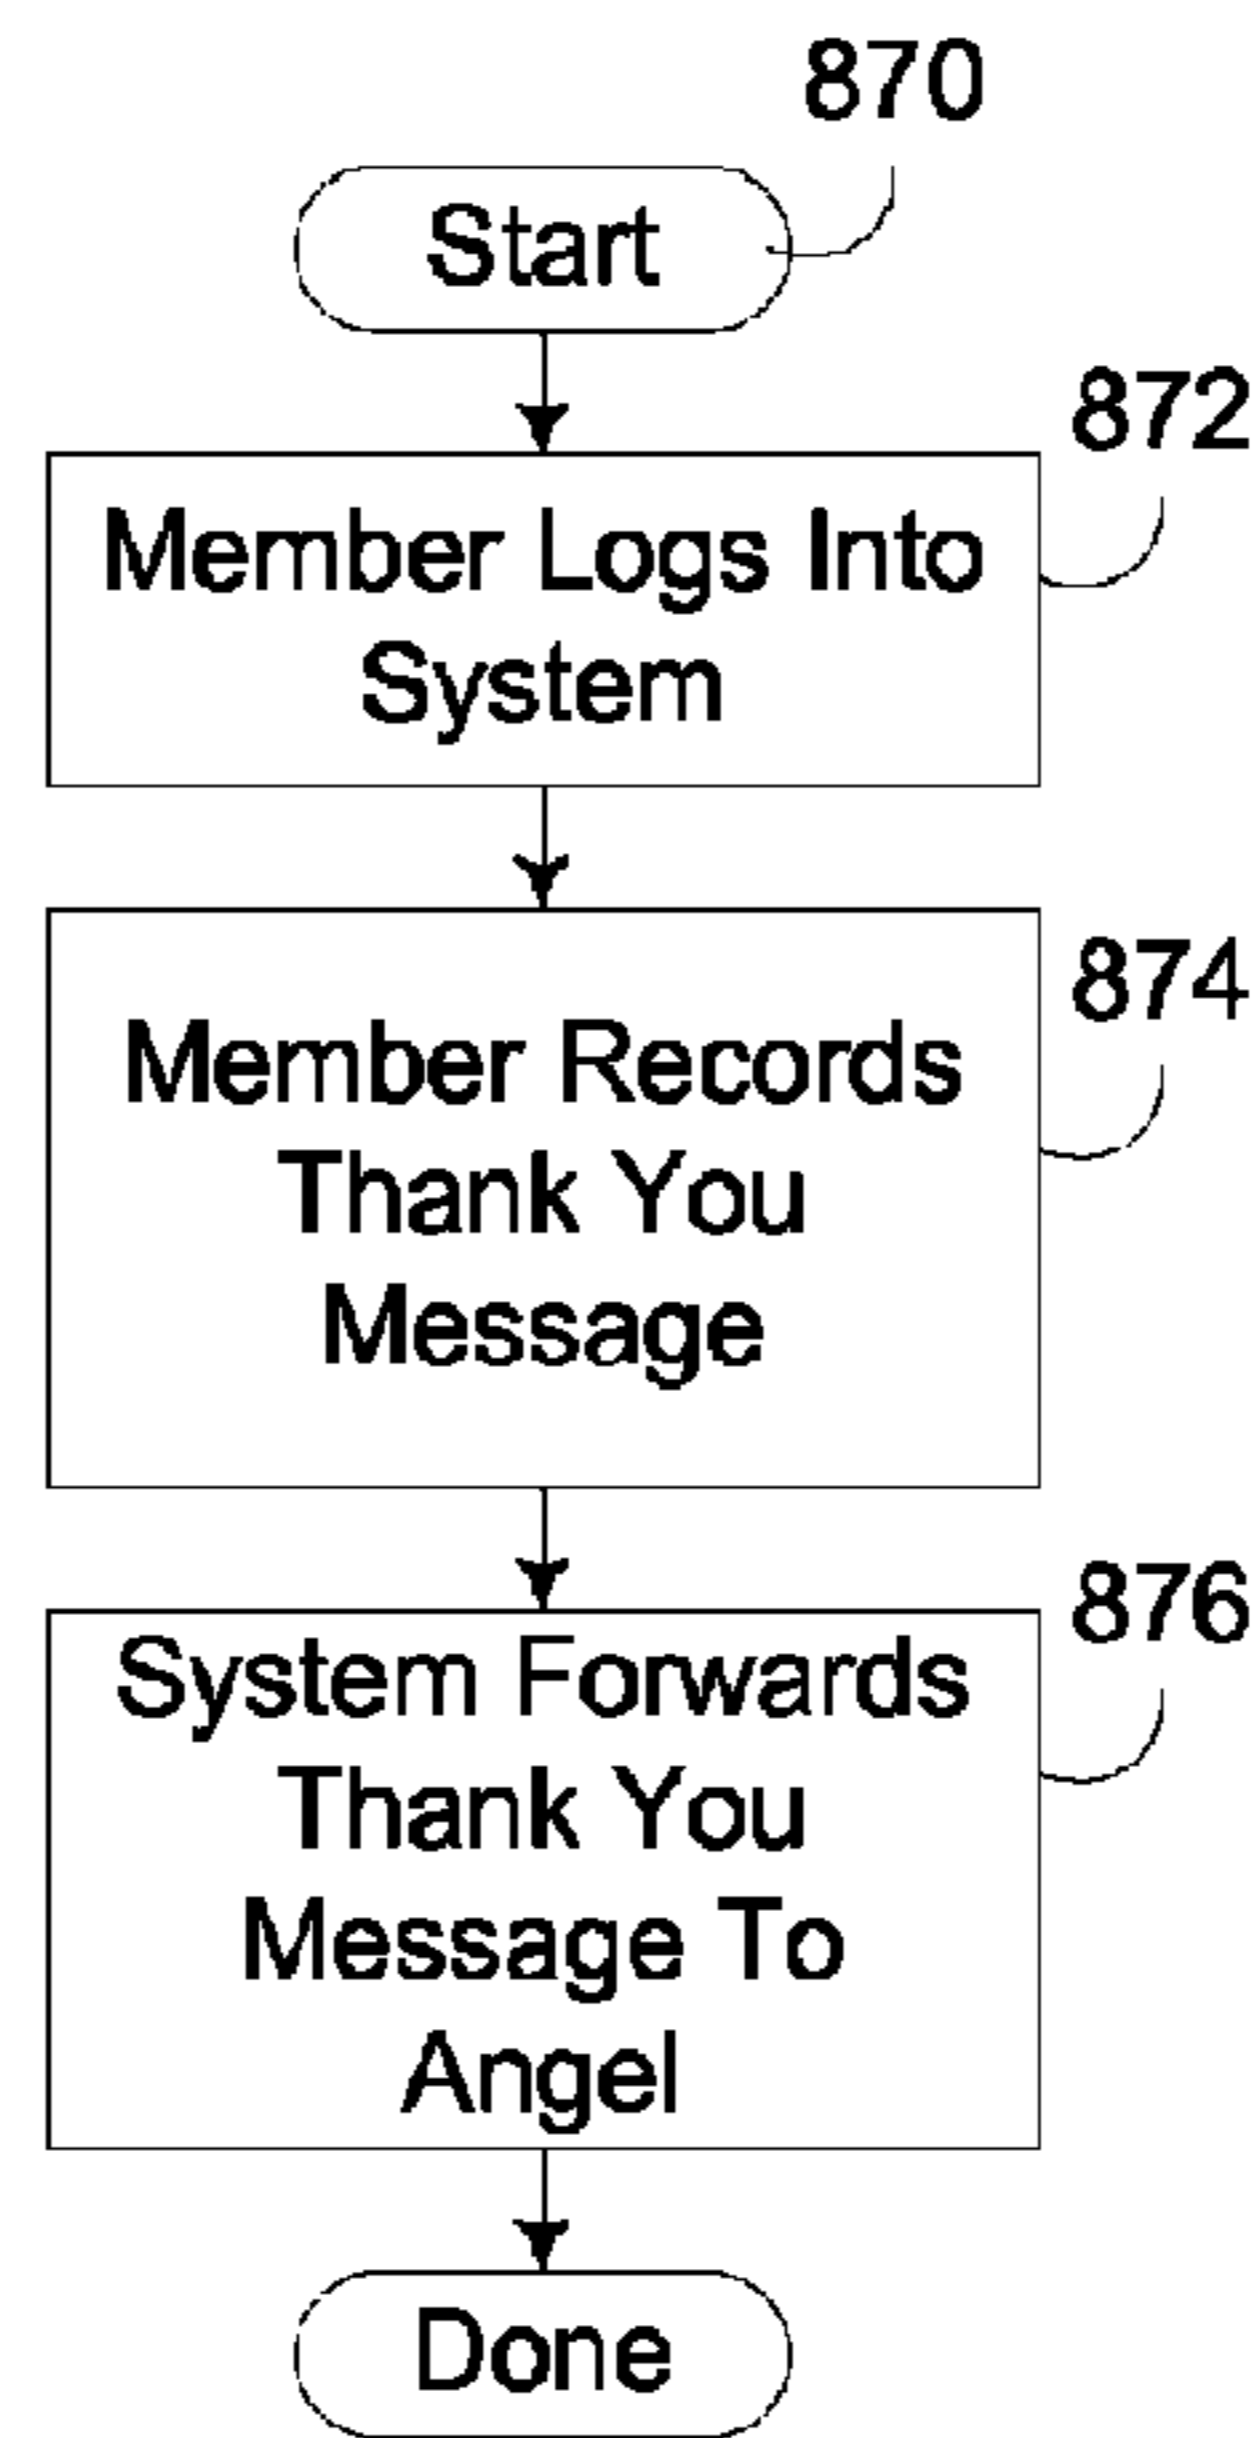 870
Start
872
Member Logs Into
System
874
Member Records
Thank You
Message
876
System Forwards
Thank You
Message To
Angel
Done